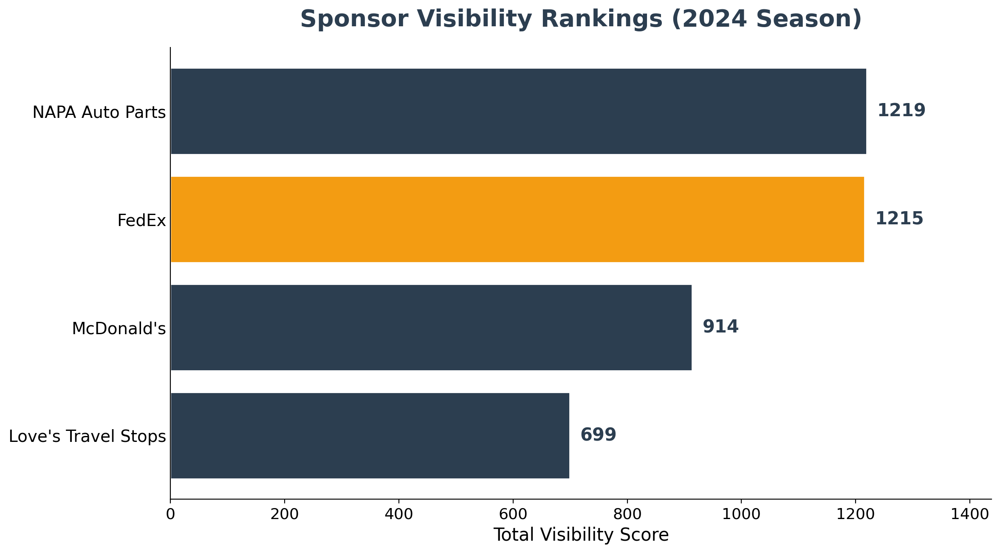 Sponsor Visibility Rankings (2024 Season)
NAPA Auto Parts 1219
FedEx 1215
McDonald's 914
Love's Travel Stops 699
0 200 400 600 800 1000 1200 1400
Total Visibility Score